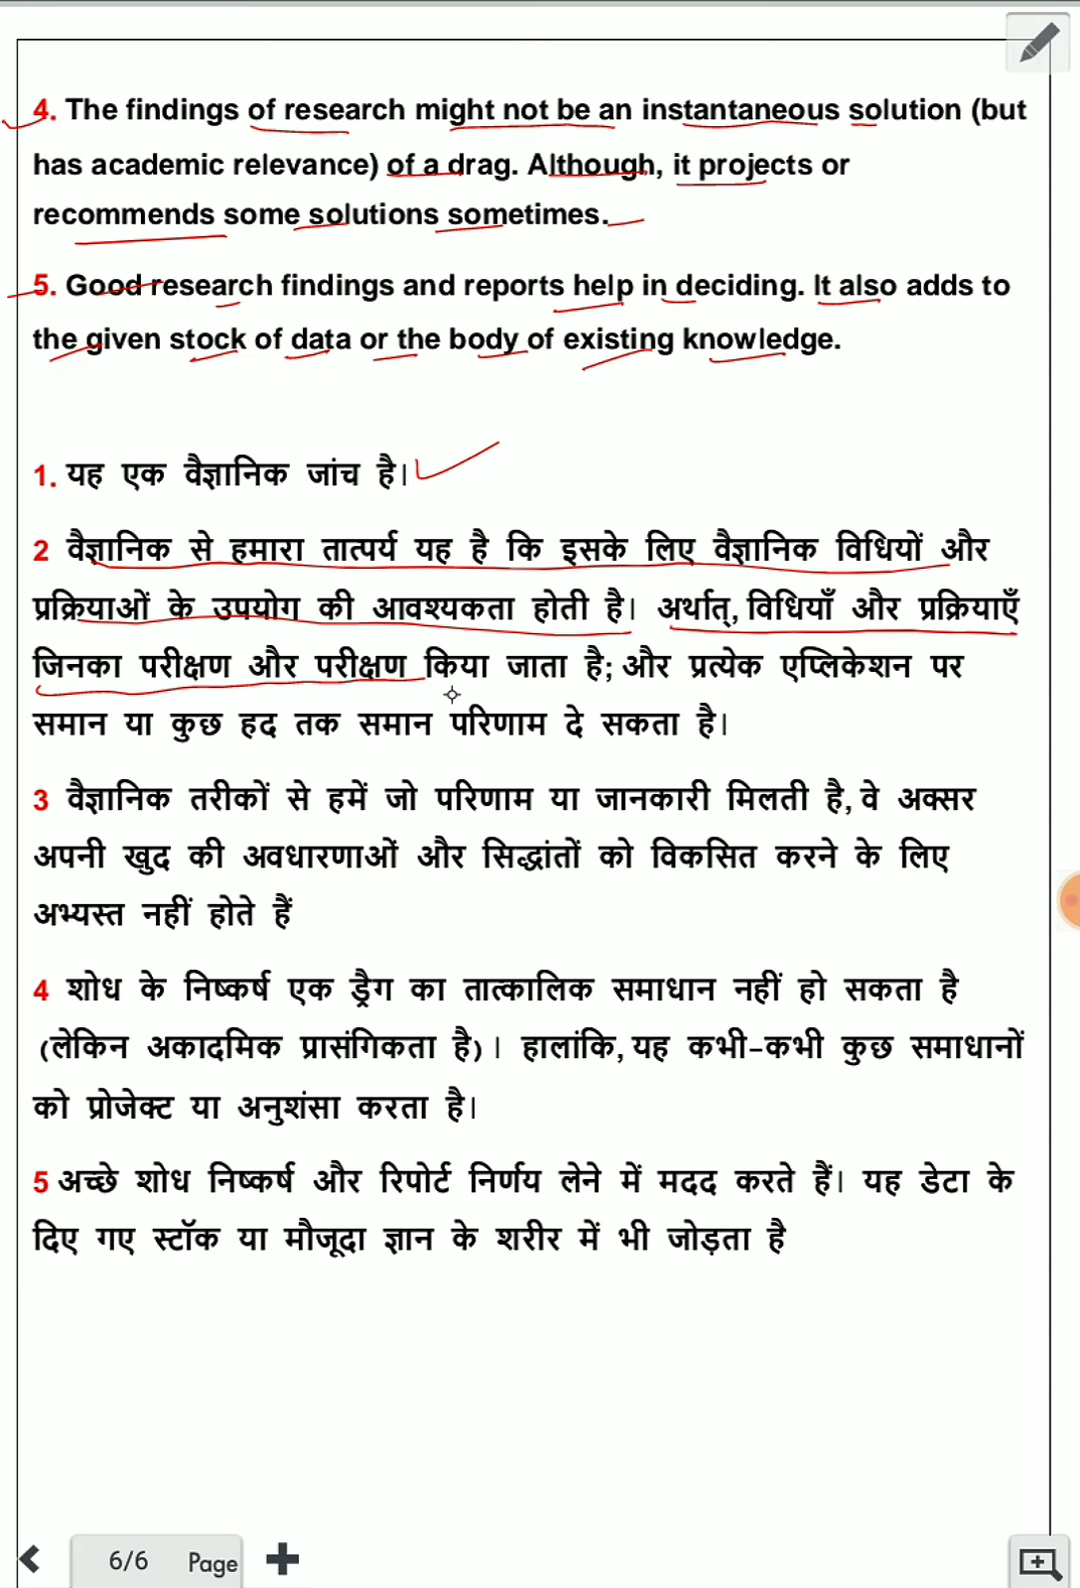 4. The findings of research might not be an instantaneous solution (but
has academic relevance) of a drag. Although, it projects or
recommends some solutions sometimes.
5. Good research findings and reports help in deciding. It also adds to
the given stock of data or the body of existing knowledge.
1. यह एक वैज्ञानिक जांच है।
2 वैज्ञानिक से हमारा तात्पर्य यह है कि इसके लिए वैज्ञानिक विधियों और
प्रक्रियाओं के उपयोग की आवश्यकता होती है। अर्थात्, विधियाँ और प्रक्रियाएँ
जिनका परीक्षण और परीक्षण किया जाता है; और प्रत्येक एप्लिकेशन पर
समान या कुछ हद तक समान परिणाम दे सकता है।
3 वैज्ञानिक तरीकों से हमें जो परिणाम या जानकारी मिलती है, वे अक्सर
अपनी खुद की अवधारणाओं और सिद्धांतों को विकसित करने के लिए
अभ्यस्त नहीं होते हैं
4 शोध के निष्कर्ष एक ड्रैग का तात्कालिक समाधान नहीं हो सकता है
(लेकिन अकादमिक प्रासंगिकता है)। हालांकि, यह कभी-कभी कुछ समाधानों
को प्रोजेक्ट या अनुशंसा करता है।
5 अच्छे शोध निष्कर्ष और रिपोर्ट निर्णय लेने में मदद करते हैं। यह डेटा के
दिए गए स्टॉक या मौजूदा ज्ञान के शरीर में भी जोड़ता है
6/6 Page